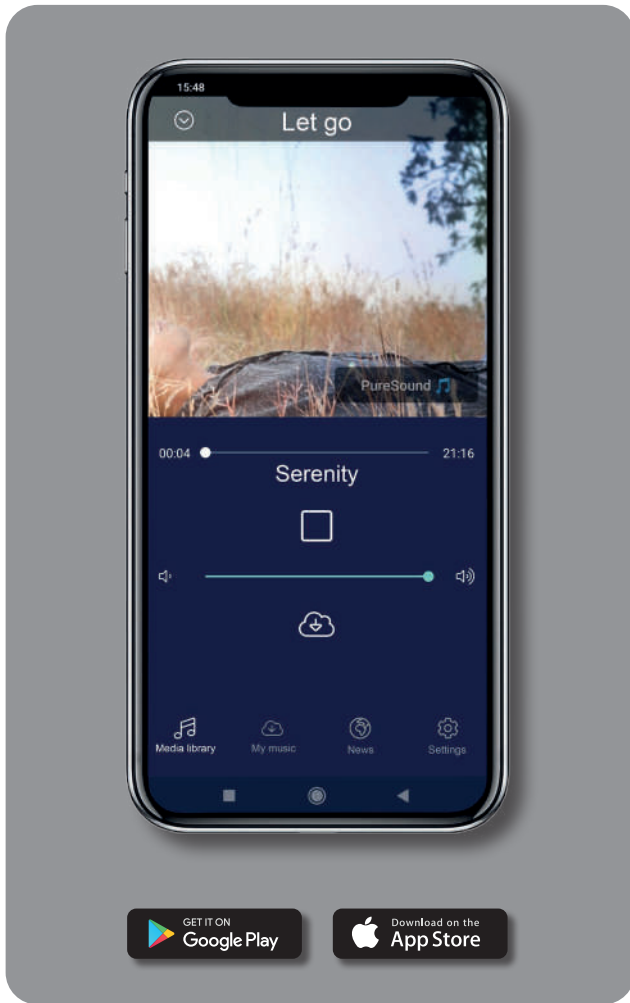 15:48
Let go
PureSound
00:04 21:16
Serenity
Media library My music News Settings
GET IT ON
Google Play
Download on the
App Store